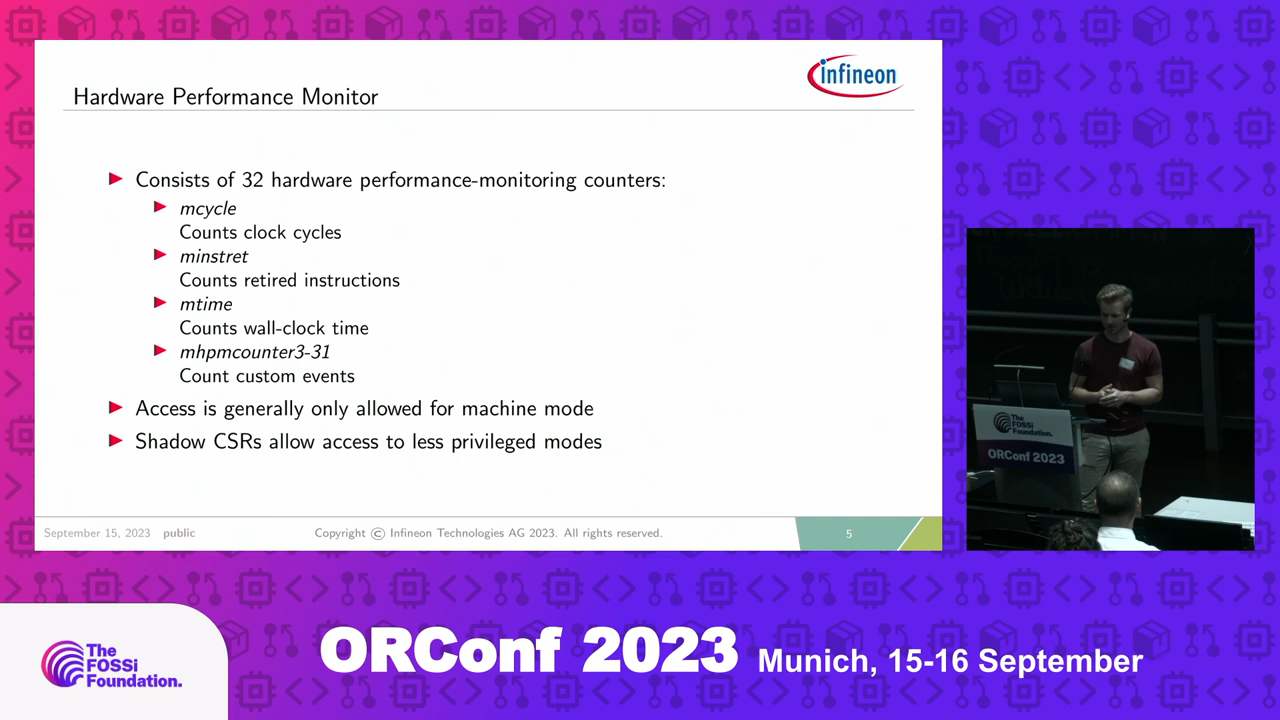 infineon
Hardware Performance Monitor
Consists of 32 hardware performance-monitoring counters:
mcycle
Counts clock cycles
minstret
Counts retired instructions
mtime
Counts wall-clock time
mhpmcounter3-31
Count custom events
Access is generally only allowed for machine mode
Shadow CSRs allow access to less privileged modes
September 15, 2023 public
Copyright © Infineon Technologies AG 2023. All rights reserved.
5
The
FOSSi
Foundation.
ORConf 2023
The
FOSSi
Foundation.
ORConf 2023 Munich, 15-16 September